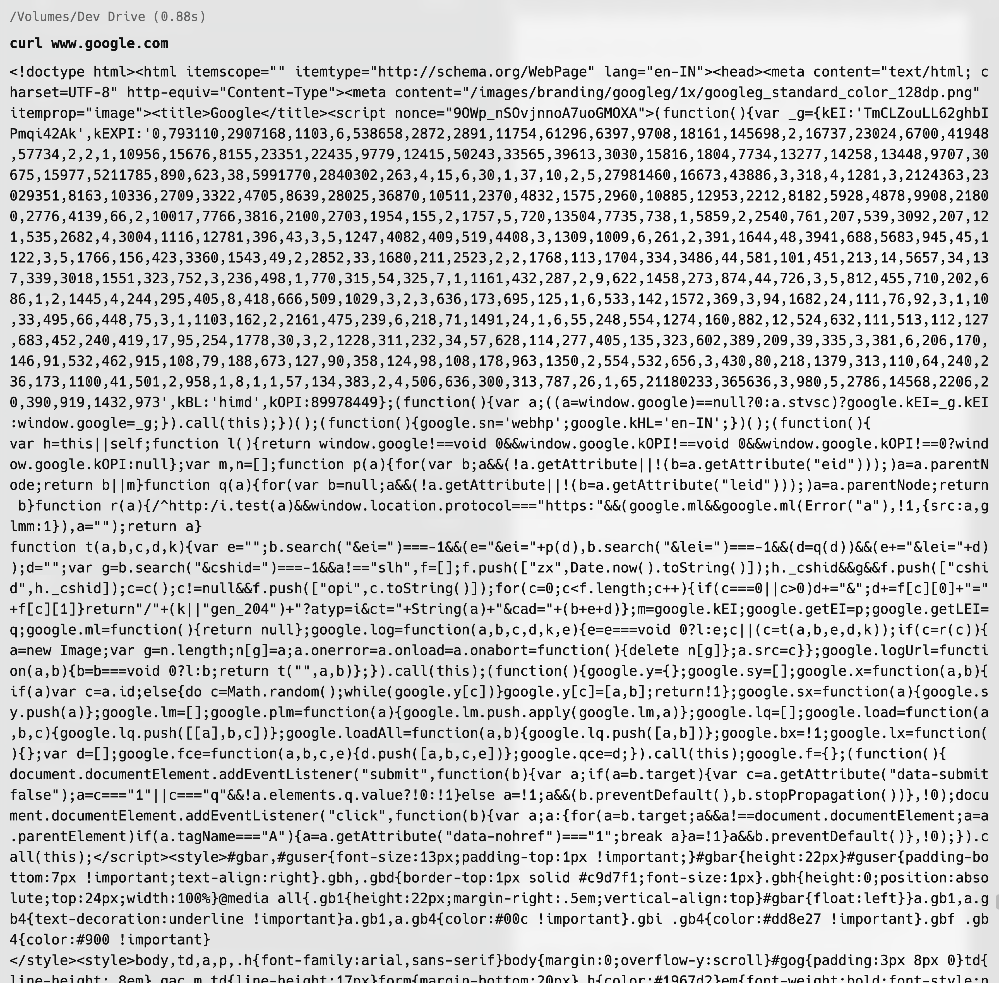 /Volumes/Dev Drive (0.88s)
curl www.google.com
<!doctype html><html itemscope="" itemtype="http://schema.org/WebPage" lang="en-IN"><head><meta content="text/html; c
harset=UTF-8" http-equiv="Content-Type"><meta content="/images/branding/googleg/1x/googleg_standard_color_128dp.png" 
itemprop="image"><title>Google</title><script nonce="9OWp_nSOvjnnoA7uoGMOXA">(function(){var _g={kEI:'TmCLZouLL62ghbI
Pmqi42Ak',kEXPI:'0,793110,2907168,1103,6,538658,2872,2891,11754,61296,6397,9708,18161,145698,2,16737,23024,6700,41948
,57734,2,2,1,10956,15676,8155,23351,22435,9779,12415,50243,33565,39613,3030,15816,1804,7734,13277,14258,13448,9707,30
675,15977,5211785,890,623,38,5991770,2840302,263,4,15,6,30,1,37,10,2,5,27981460,16673,43886,3,318,4,1281,3,2124363,23
029351,8163,10336,2709,3322,4705,8639,28025,36870,10511,2370,4832,1575,2960,10885,12953,2212,8182,5928,4878,9908,2180
0,2776,4139,66,2,10017,7766,3816,2100,2703,1954,155,2,1757,5,720,13504,7735,738,1,5859,2,2540,761,207,539,3092,207,12
1,535,2682,4,3004,1116,12781,396,43,3,5,1247,4082,409,519,4408,3,1309,1009,6,261,2,391,1644,48,3941,688,5683,945,45,1
122,3,5,1766,156,423,3360,1543,49,2,2852,33,1680,211,2523,2,2,1768,113,1704,334,3486,44,581,101,451,213,14,5657,34,13
7,339,3018,1551,323,752,3,236,498,1,770,315,54,325,7,1,1161,432,287,2,9,622,1458,273,874,44,726,3,5,812,455,710,202,6
86,1,2,1445,4,244,295,405,8,418,666,509,1029,3,2,3,636,173,695,125,1,6,533,142,1572,369,3,94,1682,24,111,76,92,3,1,10
,33,495,66,448,75,3,1,1103,162,2,2161,475,239,6,218,71,1491,24,1,6,55,248,554,1274,160,882,12,524,632,111,513,112,127
,683,452,240,419,17,95,254,1778,30,3,2,1228,311,232,34,57,628,114,277,405,135,323,602,389,209,39,335,3,381,6,206,170,
146,91,532,462,915,108,79,188,673,127,90,358,124,98,108,178,963,1350,2,554,532,656,3,430,80,218,1379,313,110,64,240,2
36,173,1100,41,501,2,958,1,8,1,1,57,134,383,2,4,506,636,300,313,787,26,1,65,21180233,365636,3,980,5,2786,14568,2206,2
0,390,919,1432,973',kBL:'himd',kOPI:89978449};(function(){var a;((a=window.google)==null?0:a.stvsc)?google.kEI=_g.kEI
:window.google=_g;}).call(this);})();(function(){google.sn='webhp';google.kHL='en-IN';})();(function(){
var h=this||self;function l(){return window.google!==void 0&&window.google.kOPI!==void 0&&window.google.kOPI!==0?wind
ow.google.kOPI:null};var m,n=[];function p(a){for(var b;a&&(!a.getAttribute||!(b=a.getAttribute("eid")));)a=a.parentN
ode;return b||m}function q(a){for(var b=null;a&&(!a.getAttribute||!(b=a.getAttribute("leid")));)a=a.parentNode;return
 b}function r(a){/^http:/i.test(a)&&window.location.protocol==="https:"&&(google.ml&&google.ml(Error("a"),!1,{src:a,g
lmm:1}),a="");return a}
function t(a,b,c,d,k){var e="";b.search("&ei=")===-1&&(e="&ei="+p(d),b.search("&lei=")===-1&&(d=q(d))&&(e+="&lei="+d)
);d="";var g=b.search("&cshid=")===-1&&a!=="slh",f=[];f.push(["zx",Date.now().toString()]);h._cshid&&g&&f.push(["cshi
d",h._cshid]);c=c();c!=null&&f.push(["opi",c.toString()]);for(c=0;c<f.length;c++){if(c===0||c>0)d+="&";d+=f[c][0]+"="
+f[c][1]}return"/"+(k||"gen_204")+"?atyp=i&ct="+String(a)+"&cad="+(b+e+d)};m=google.kEI;google.getEI=p;google.getLEI=
q;google.ml=function(){return null};google.log=function(a,b,c,d,k,e){e=e===void 0?l:e;c||(c=t(a,b,e,d,k));if(c=r(c)){
a=new Image;var g=n.length;n[g]=a;a.onerror=a.onload=a.onabort=function(){delete n[g]};a.src=c}};google.logUrl=functi
on(a,b){b=b===void 0?l:b;return t("",a,b)};}).call(this);(function(){google.y={};google.sy=[];google.x=function(a,b){
if(a)var c=a.id;else{do c=Math.random();while(google.y[c])}google.y[c]=[a,b];return!1};google.sx=function(a){google.s
y.push(a)};google.lm=[];google.plm=function(a){google.lm.push.apply(google.lm,a)};google.lq=[];google.load=function(a
,b,c){google.lq.push([[a],b,c])};google.loadAll=function(a,b){google.lq.push([a,b])};google.bx=!1;google.lx=function(
){};var d=[];google.fce=function(a,b,c,e){d.push([a,b,c,e])};google.qce=d;}).call(this);google.f={};(function(){
document.documentElement.addEventListener("submit",function(b){var a;if(a=b.target){var c=a.getAttribute("data-submit
false");a=c==="1"||c==="q"&&!a.elements.q.value?!0:!1}else a=!1;a&&(b.preventDefault(),b.stopPropagation())},!0);docu
ment.documentElement.addEventListener("click",function(b){var a;a:{for(a=b.target;a&&a!==document.documentElement;a=a
.parentElement)if(a.tagName==="A"){a=a.getAttribute("data-nohref")==="1";break a}a=!1}a&&b.preventDefault()},!0);}).c
all(this);</script><style>#gbar,#guser{font-size:13px;padding-top:1px !important;}#gbar{height:22px}#guser{padding-bo
ttom:7px !important;text-align:right}.gbh,.gbd{border-top:1px solid #c9d7f1;font-size:1px}.gbh{height:0;position:abso
lute;top:24px;width:100%}@media all{.gb1{height:22px;margin-right:.5em;vertical-align:top}#gbar{float:left}}a.gb1,a.g
b4{text-decoration:underline !important}a.gb1,a.gb4{color:#00c !important}.gbi .gb4{color:#dd8e27 !important}.gbf .gb
4{color:#900 !important}
</style><style>body,td,a,p,.h{font-family:arial,sans-serif}body{margin:0;overflow-y:scroll}#gog{padding:3px 8px 0}td{
line-height:.8em}.gac_m td{line-height:17px}form{margin-bottom:20px}.h{color:#1967d2}em{font-weight:bold;font-style:n